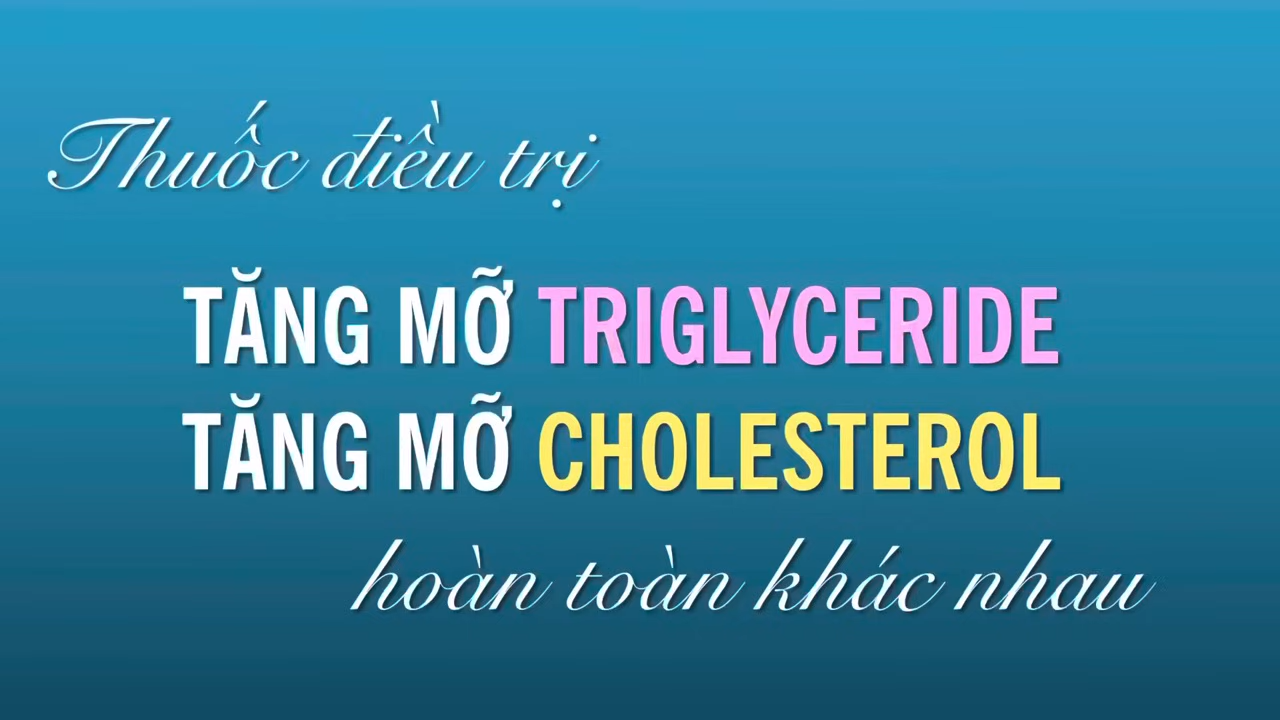 Thuốc điều trị
TĂNG MỠ TRIGLYCERIDE
TĂNG MỠ CHOLESTEROL
hoàn toàn khác nhau